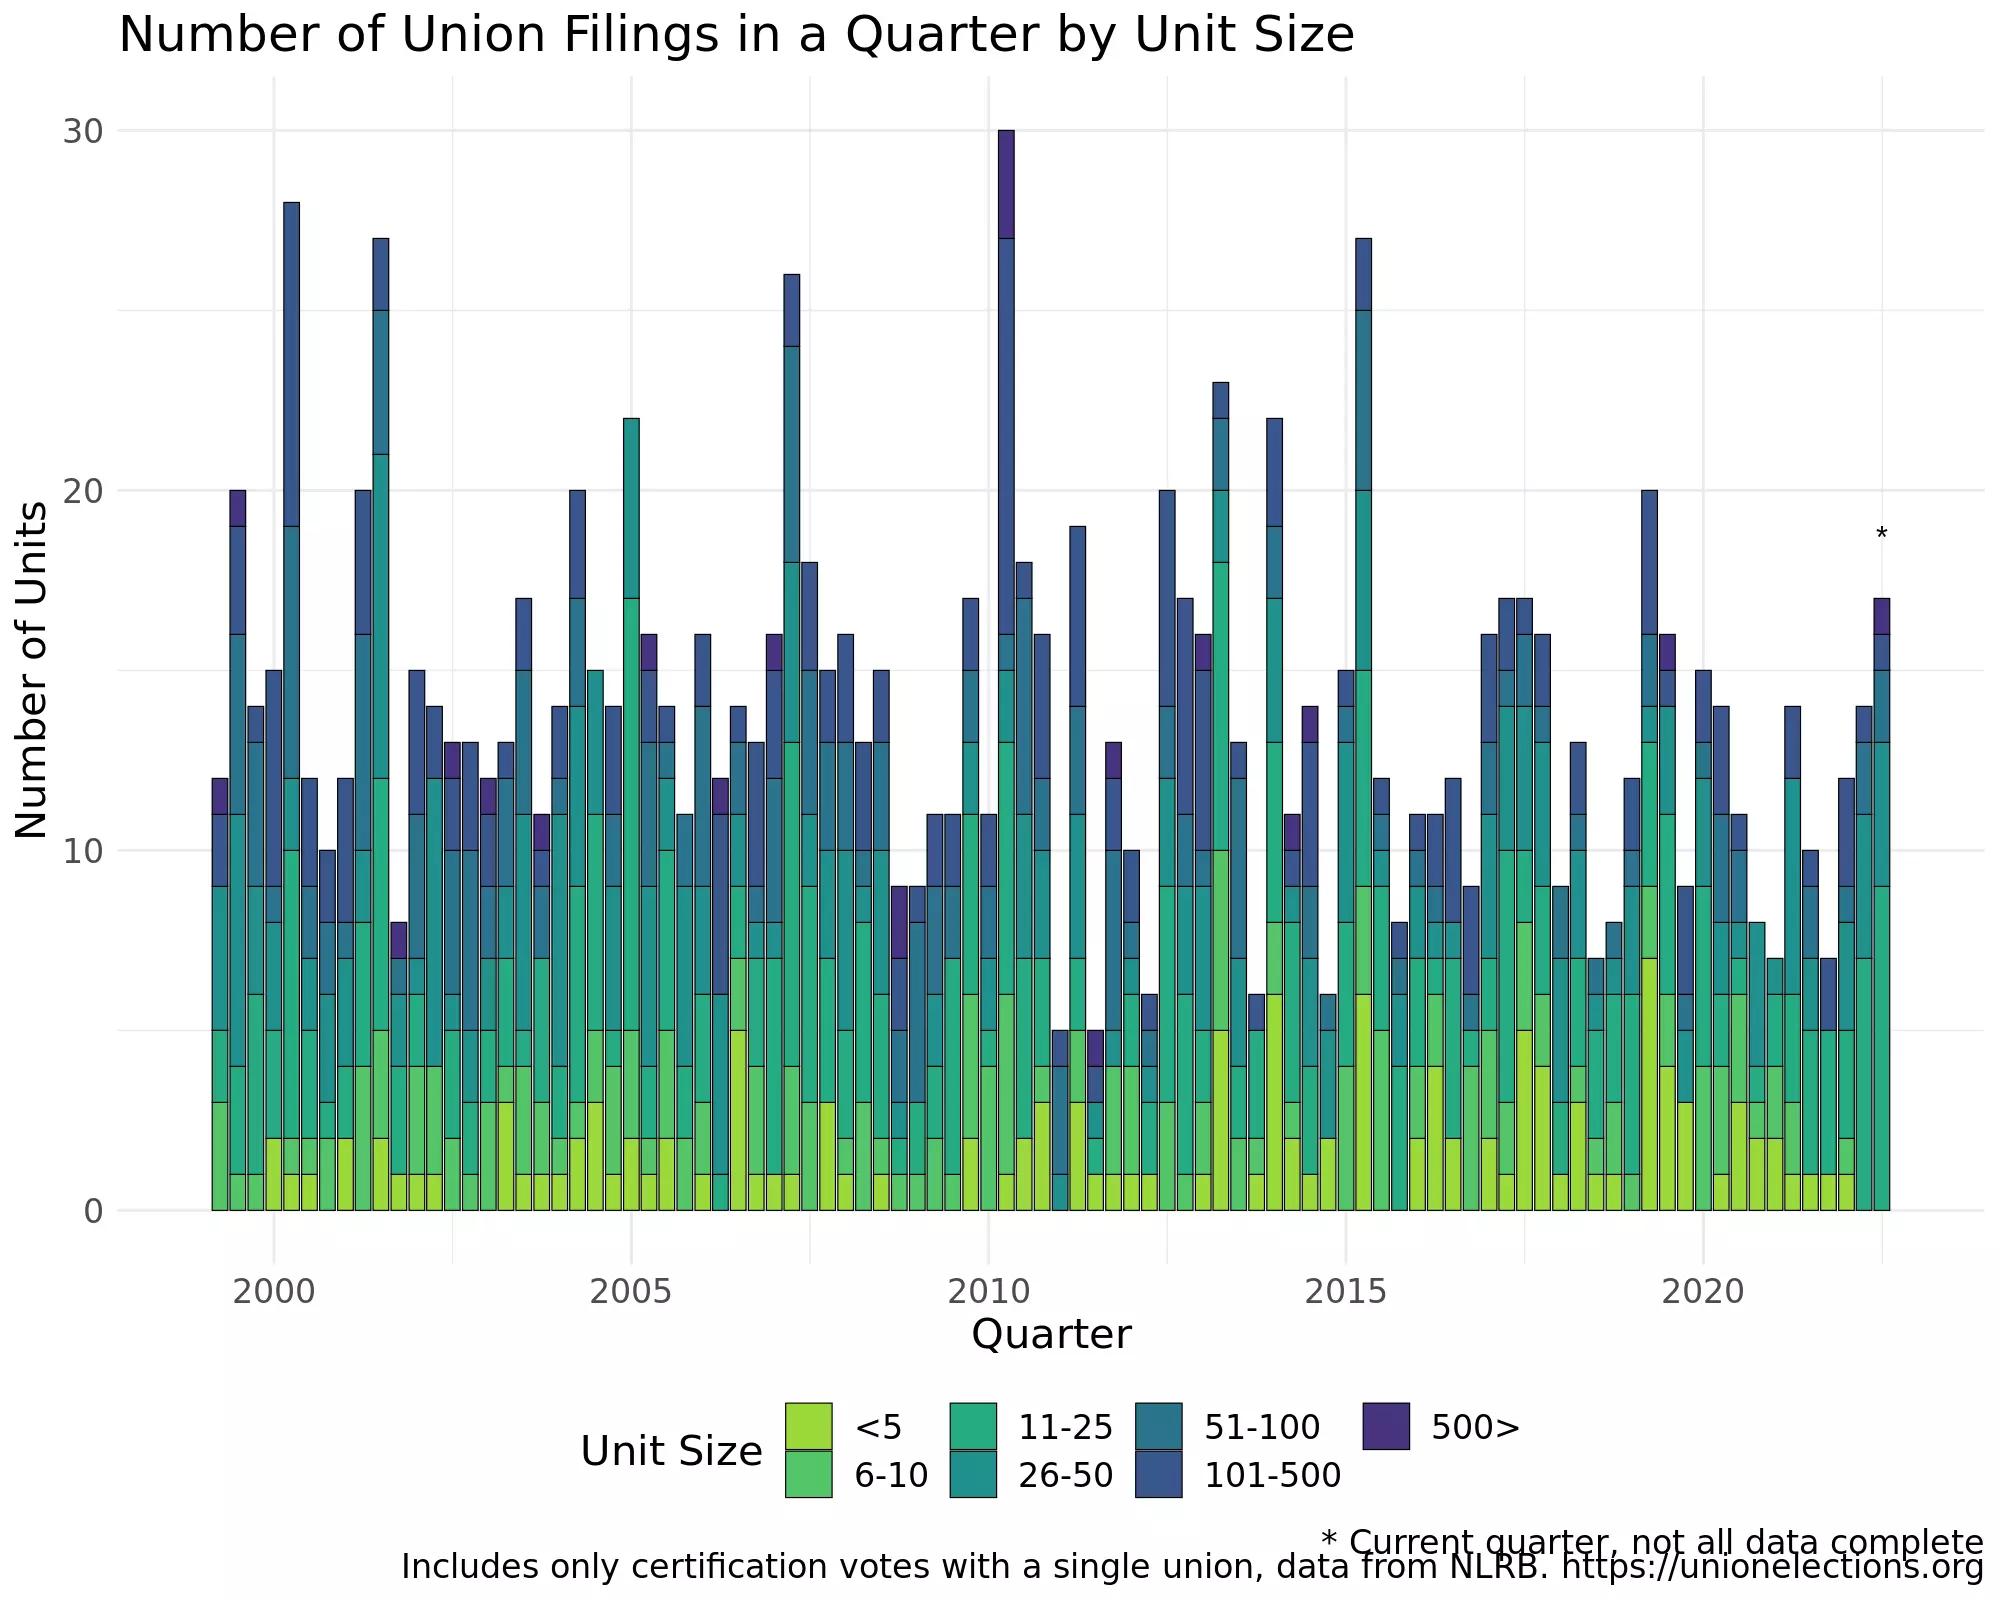 Number of Union Filings in a Quarter by Unit Size
Number of Units
30
20
10
0
*
2000 2005 2010 2015 2020
Quarter
Unit Size
<5 11-25 51-100 500>
6-10 26-50 101-500
* Current quarter, not all data complete
Includes only certification votes with a single union, data from NLRB. https://unionelections.org